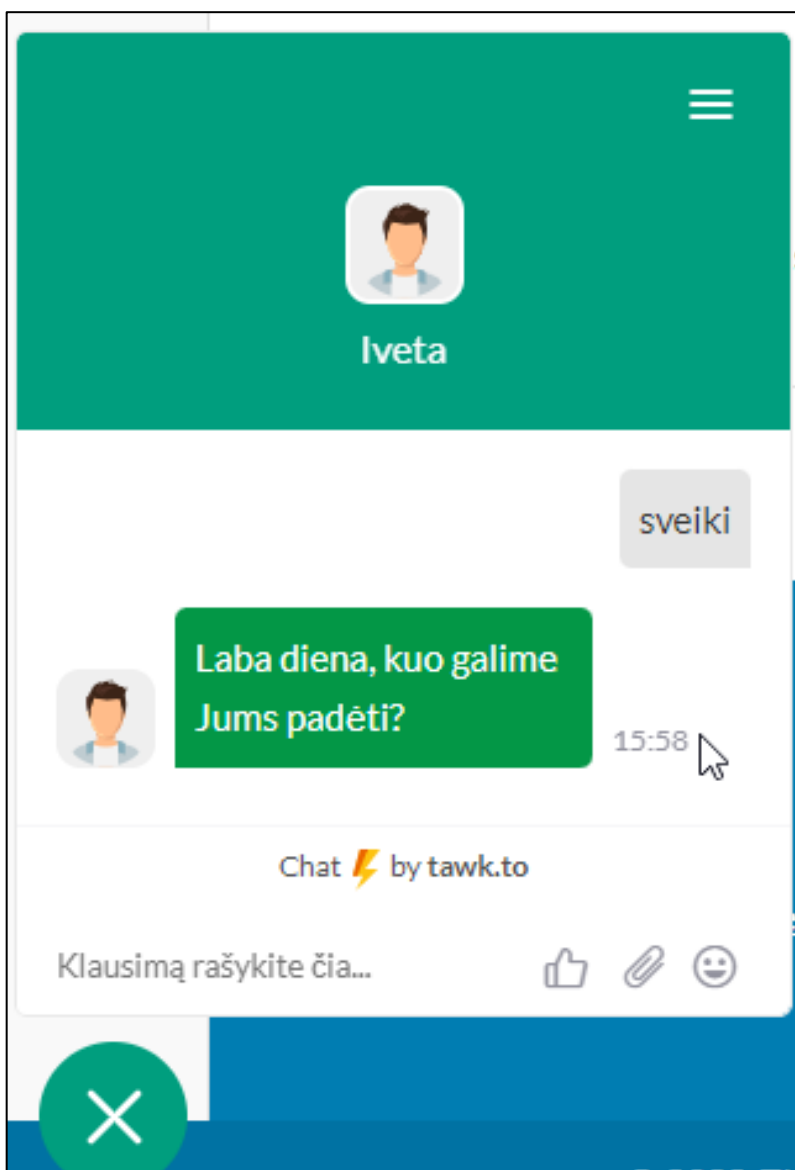 Iveta
sveiki
Laba diena, kuo galime
Jums padėti?
15:58
Chat by tawk.to
Klausimą rašykite čia...